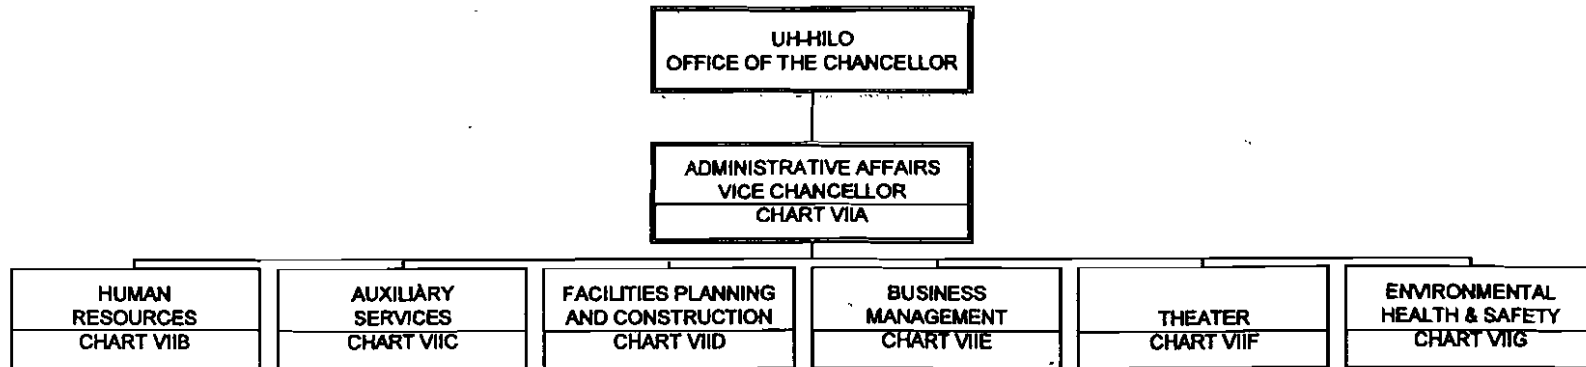 UH-HILO
OFFICE OF THE CHANCELLOR
ADMINISTRATIVE AFFAIRS
VICE CHANCELLOR
CHART VIIA
HUMAN
RESOURCES
CHART VIIB
AUXILIARY
SERVICES
CHART VIIC
FACILITIES PLANNING
AND CONSTRUCTION
CHART VIID
BUSINESS
MANAGEMENT
CHART VIIE
THEATER
CHART VIIF
ENVIRONMENTAL
HEALTH & SAFETY
CHART VIIG